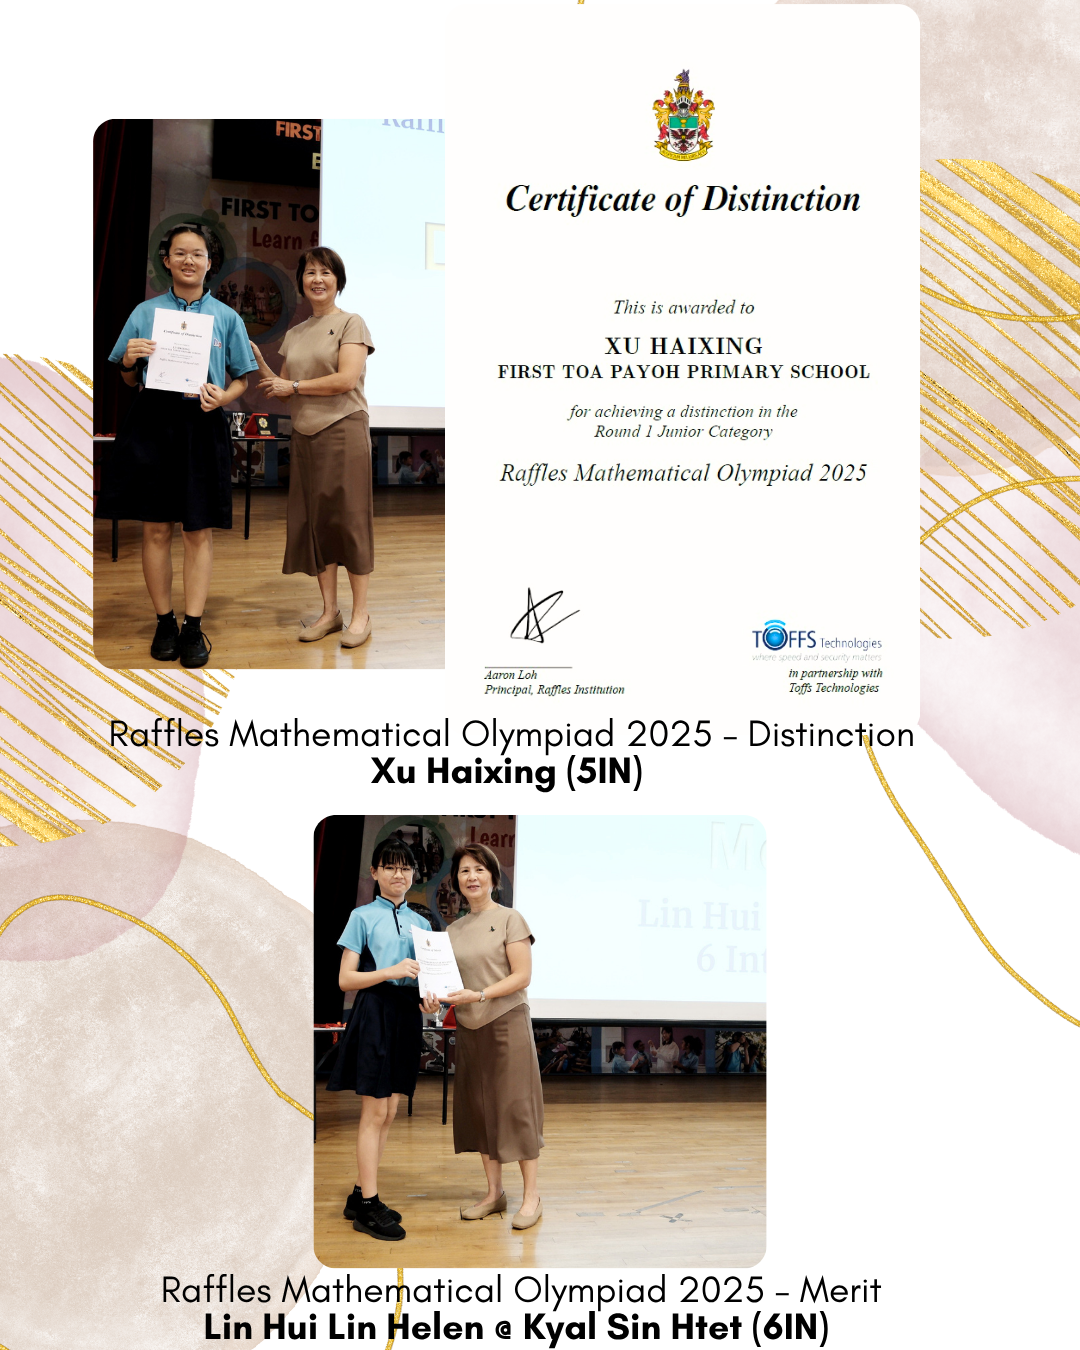 FIRST
FIRST TO
Learn
Certificate of Distinction
This is awarded to
XU HAIXING
FIRST TOA PAYOH PRIMARY SCHOOL
for achieving a distinction in the
Round 1 Junior Category
Raffles Mathematical Olympiad 2025
Aaron Loh
Principal, Raffles Institution
TOFFS Technologies
where speed and security matters
in partnership with
Toffs Technologies
Raffles Mathematical Olympiad 2025 – Distinction
Xu Haixing (5IN)
Learn
Lin Hui
6 Int
Raffles Mathematical Olympiad 2025 – Merit
Lin Hui Lin Helen @ Kyal Sin Htet (6IN)